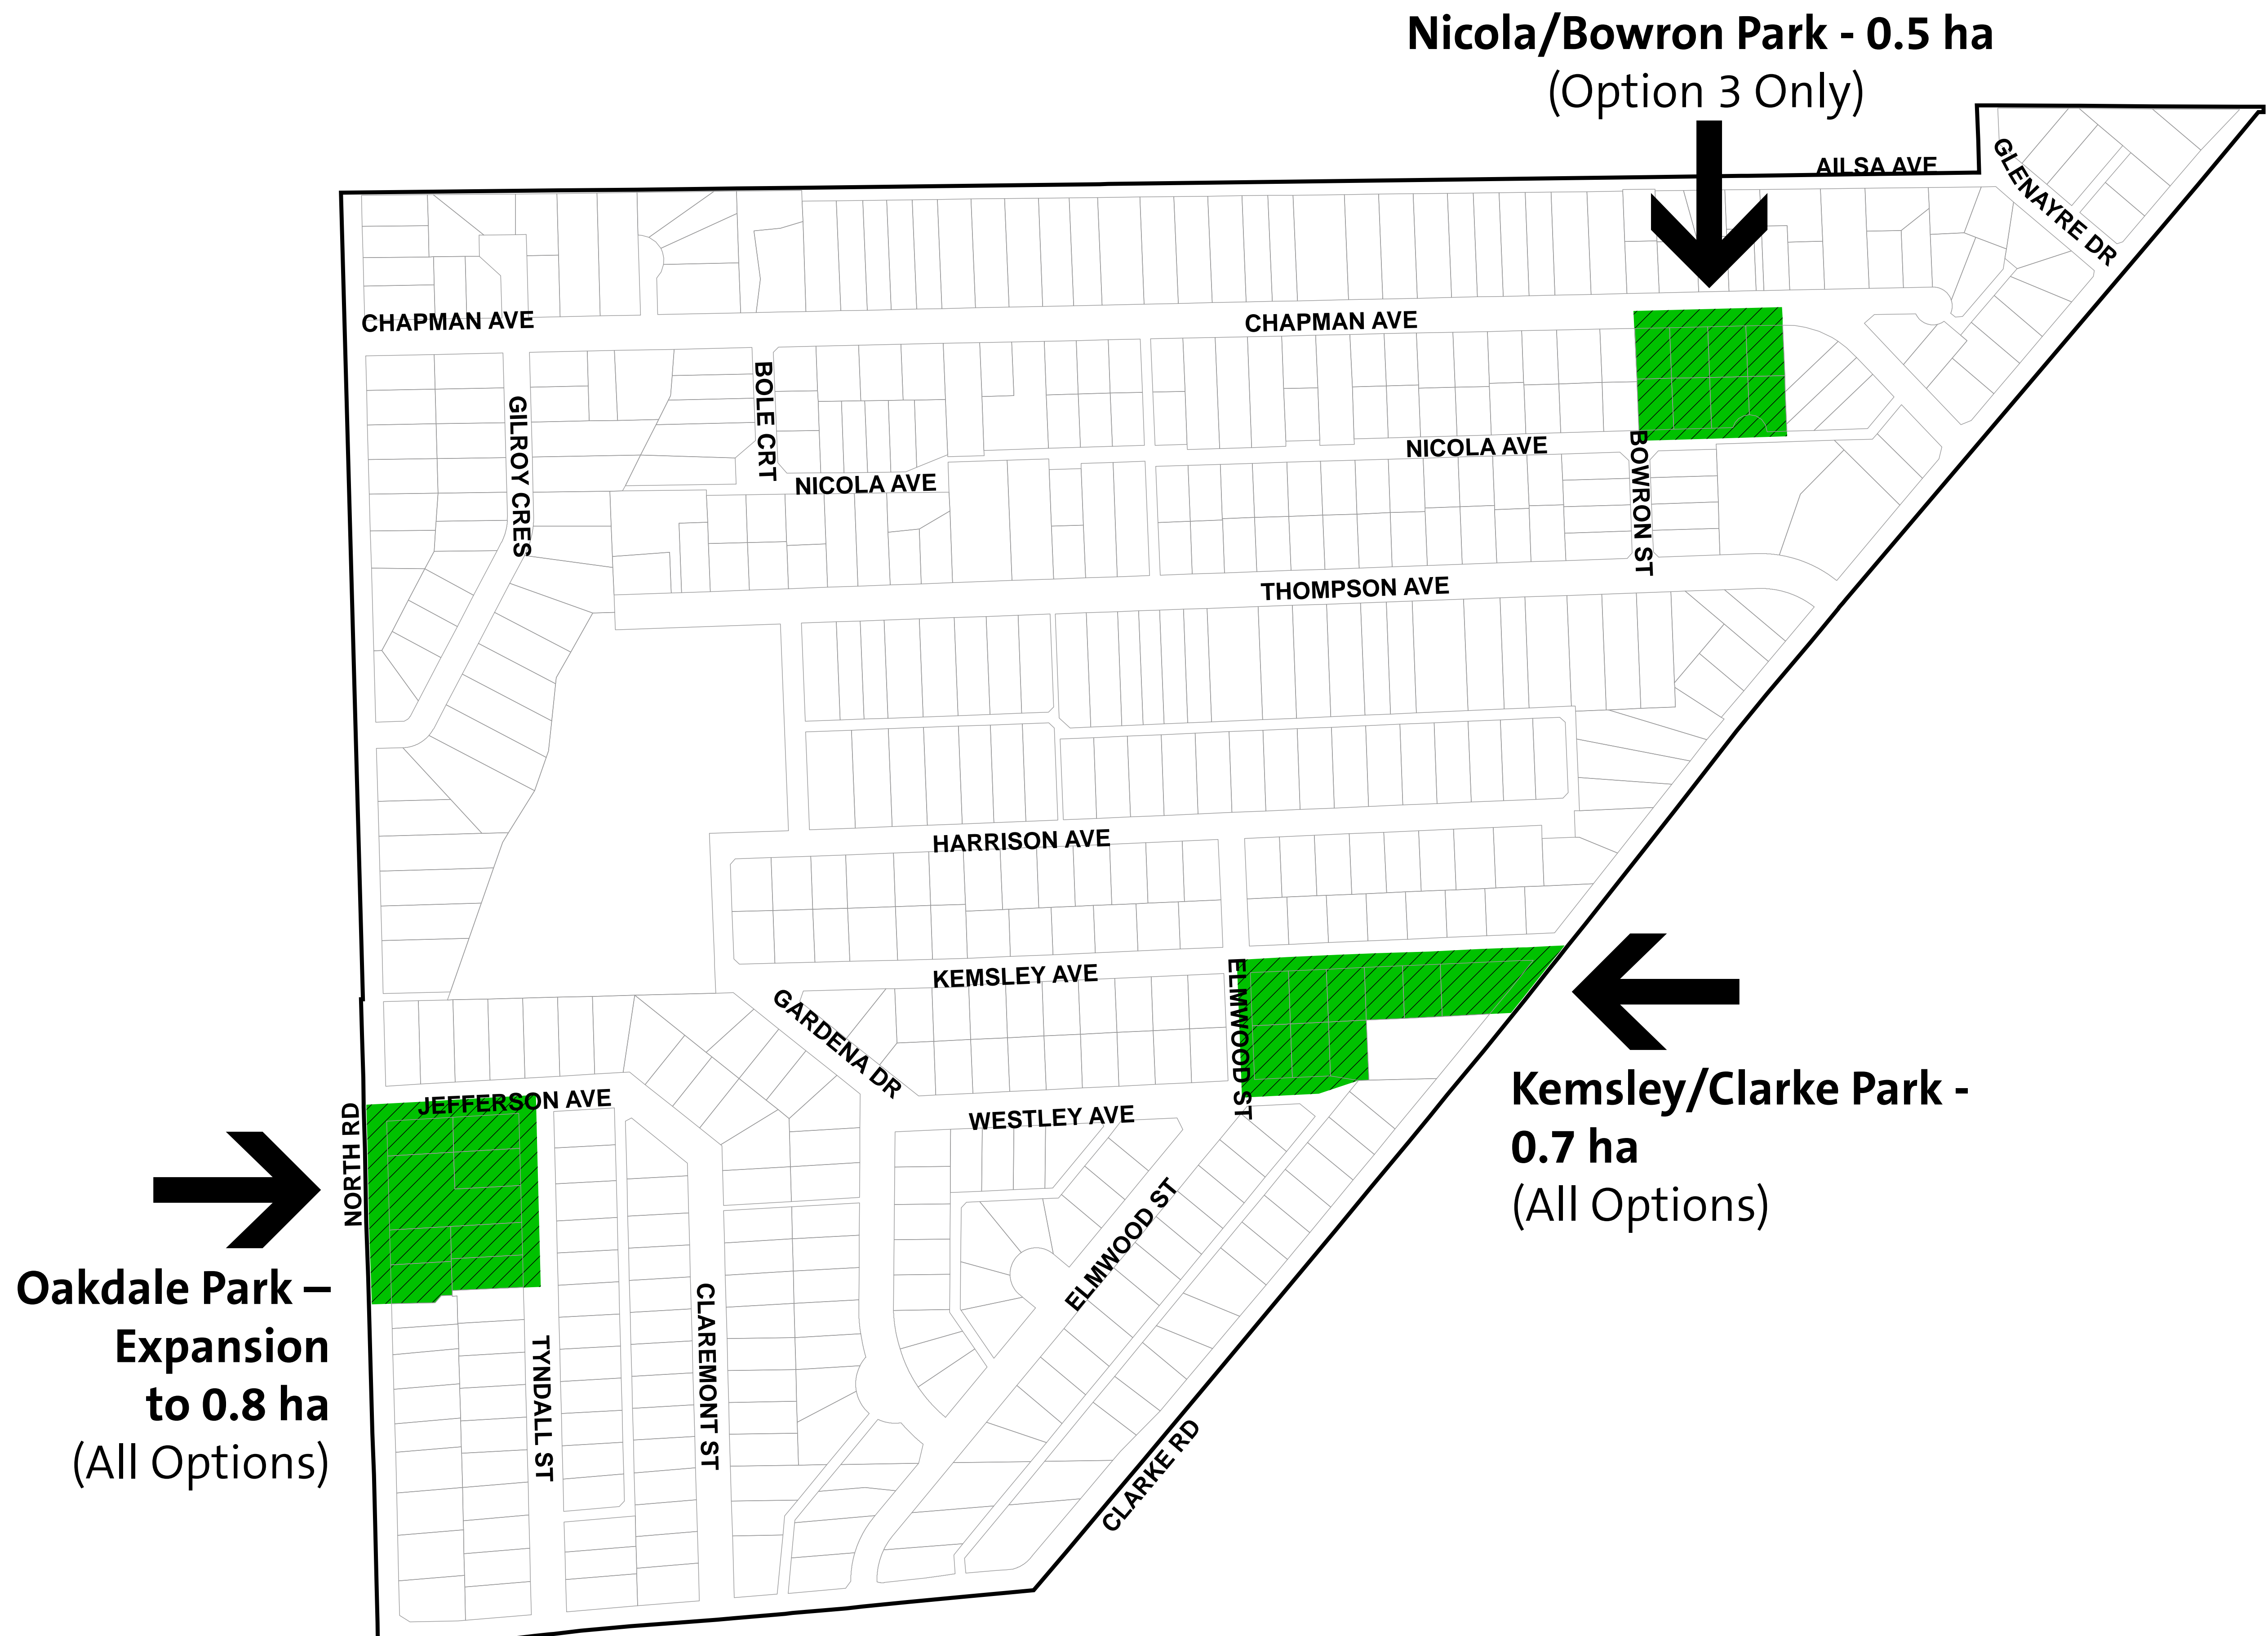 Nicola/Bowron Park - 0.5 ha
(Option 3 Only)
AILSA AVE
GLENAYRE DR
CHAPMAN AVE
CHAPMAN AVE
BOLE CRT
GILROY CRES
NICOLA AVE
BOWRON ST
NICOLA AVE
THOMPSON AVE
HARRISON AVE
KEMSLEY AVE
ELMWOOD ST
GARDENA DR
Kemsley/Clarke Park -
0.7 ha
(All Options)
JEFFERSON AVE
WESTLEY AVE
NORTH RD
ELMWOOD ST
Oakdale Park –
Expansion
to 0.8 ha
(All Options)
TYNDALL ST
CLAREMONT ST
CLARKE RD